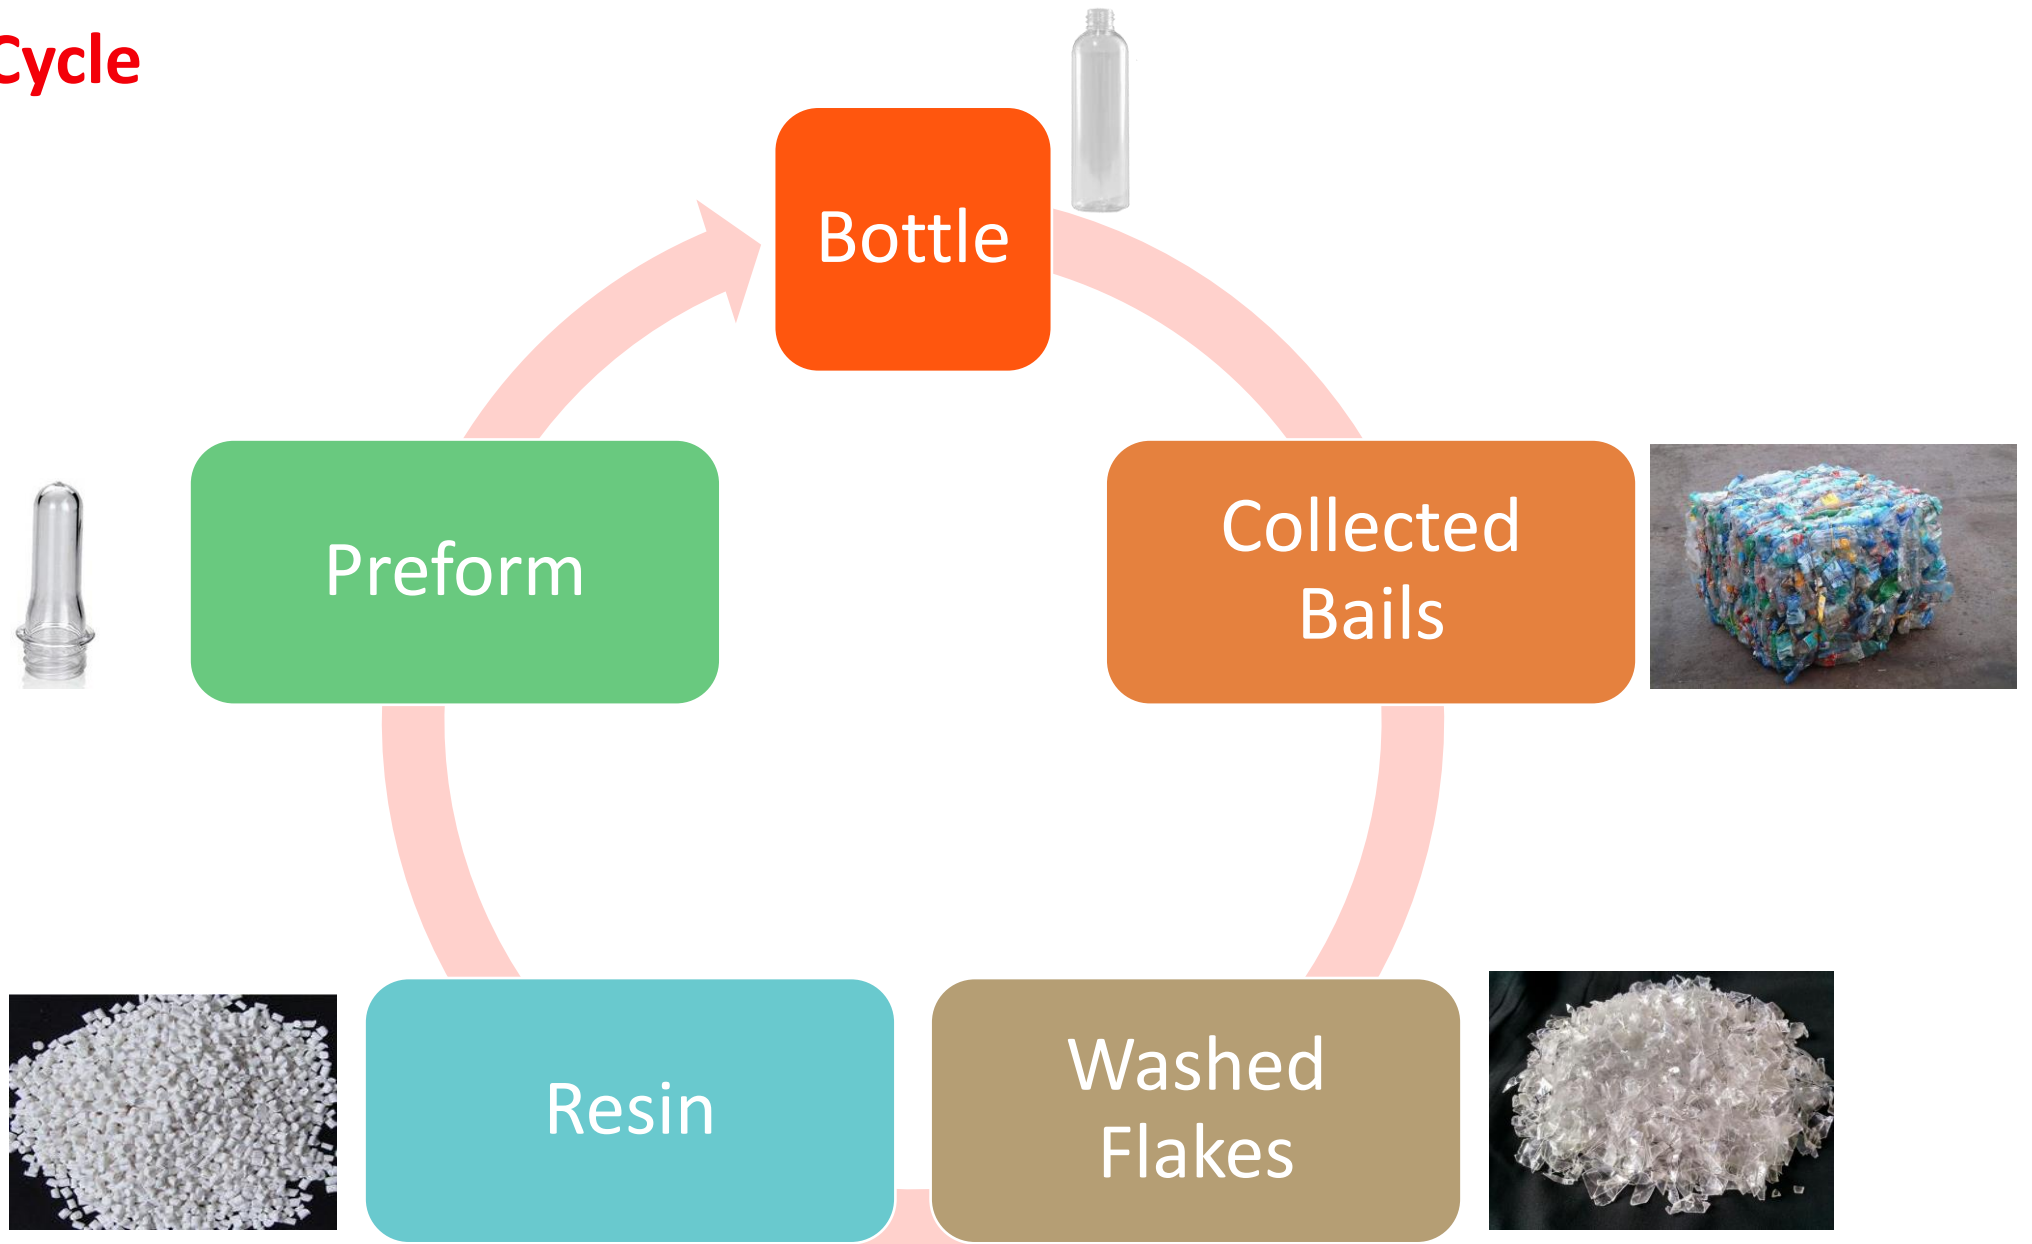 Cycle
Bottle
Collected
Bails
Washed
Flakes
Resin
Preform